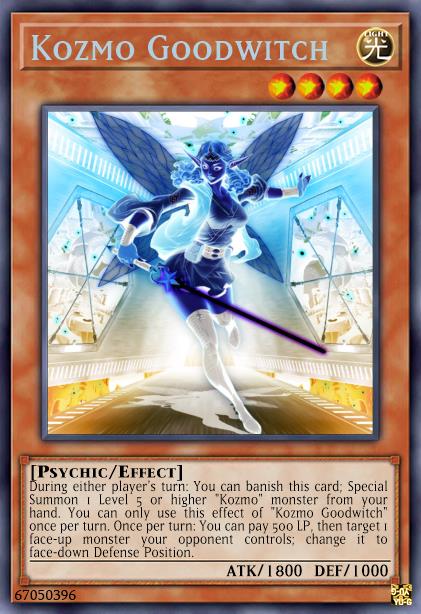 Kozmo Goodwitch
LIGHT
光
[Psychic/Effect]
During either player's turn: You can banish this card; Special
Summon 1 Level 5 or higher "Kozmo" monster from your
hand. You can only use this effect of "Kozmo Goodwitch"
once per turn. Once per turn: You can pay 500 LP, then target 1
face-up monster your opponent controls; change it to
face-down Defense Position.
ATK/1800 DEF/1000
67050396